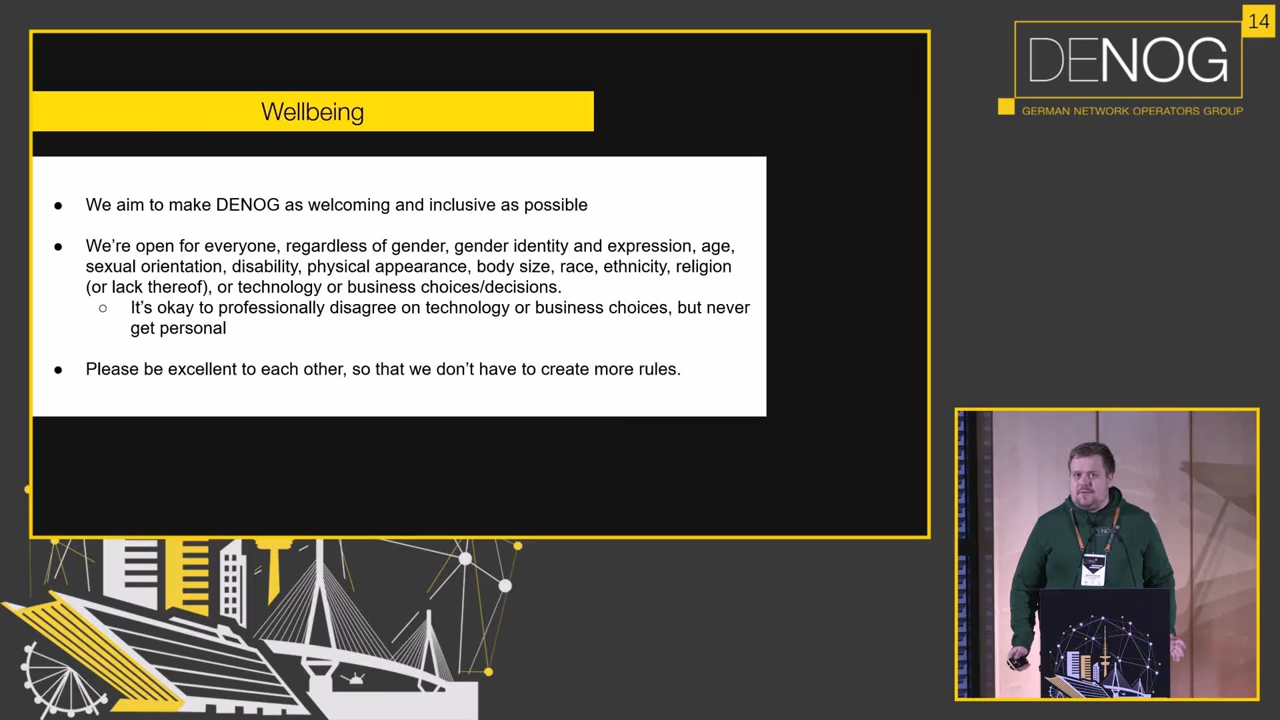 14
DENOG
GERMAN NETWORK OPERATORS GROUP
Wellbeing
● We aim to make DENOG as welcoming and inclusive as possible
● We’re open for everyone, regardless of gender, gender identity and expression, age,
sexual orientation, disability, physical appearance, body size, race, ethnicity, religion
(or lack thereof), or technology or business choices/decisions.
○ It’s okay to professionally disagree on technology or business choices, but never
get personal
● Please be excellent to each other, so that we don’t have to create more rules.